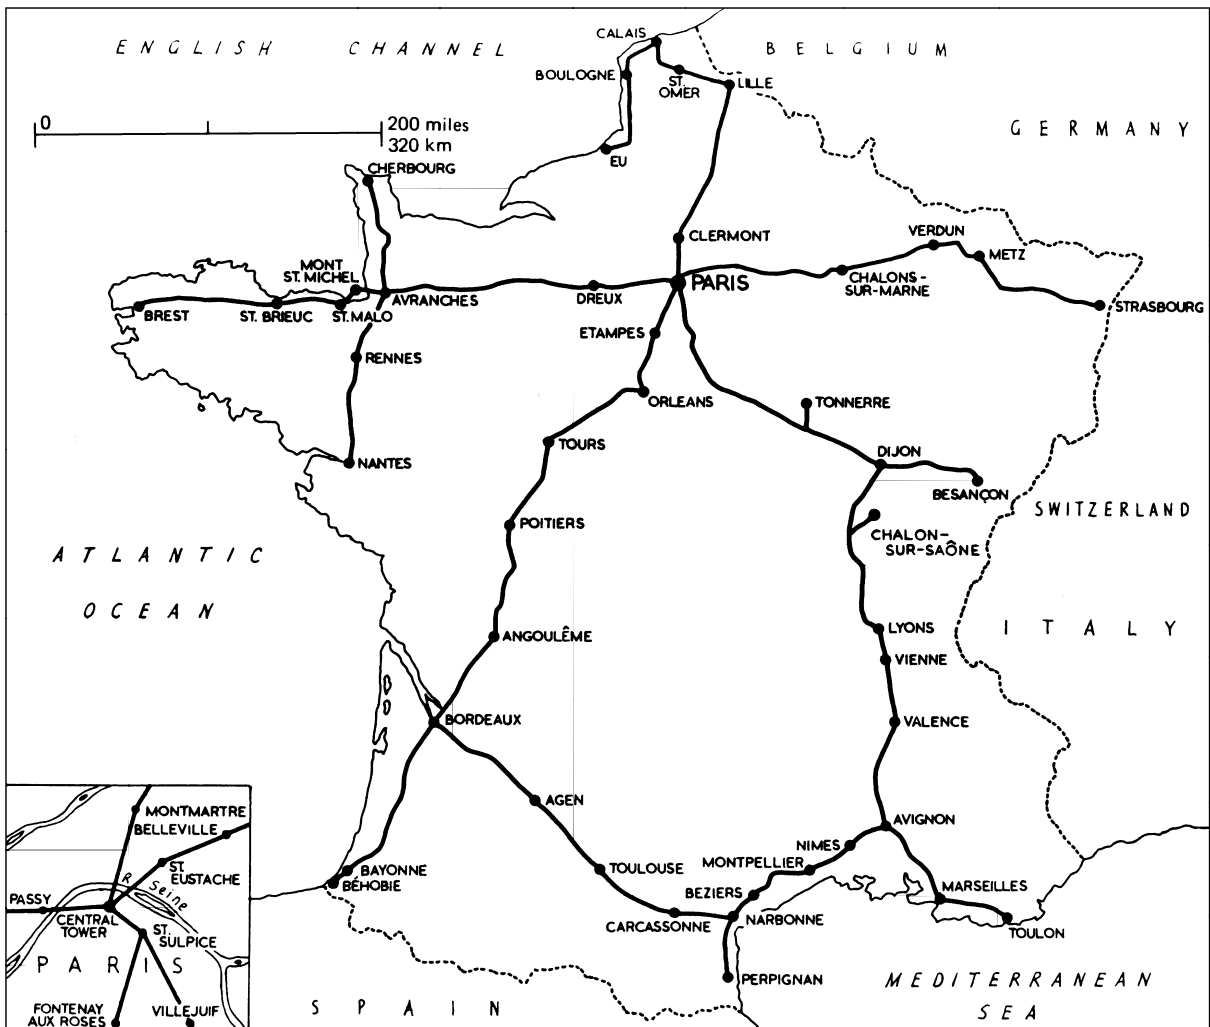 ENGLISH CHANNEL
BELGIUM
GERMANY
0
200 miles
320 km
CALAIS
BOULOGNE
ST.
OMER
LILLE
EU
CHERBOURG
CLERMONT
VERDUN
METZ
MONT
ST. MICHEL
AVRANCHES
DREUX
PARIS
CHALONS-
SUR-MARNE
STRASBOURG
BREST
ST. BRIEUC
ST. MALO
ETAMPES
RENNES
ORLEANS
TONNERRE
TOURS
DIJON
NANTES
BESANÇON
SWITZERLAND
POITIERS
CHALON-
SUR-SAÔNE
ATLANTIC
OCEAN
ITALY
ANGOULÊME
LYONS
VIENNE
BORDEAUX
VALENCE
AGEN
AVIGNON
NIMES
MONTPELLIER
TOULOUSE
BAYONNE
BÉHOBIE
BEZIERS
MARSEILLES
CARCASSONNE
NARBONNE
TOULON
PERPIGNAN
MEDITERRANEAN
SEA
SPAIN
MONTMARTRE
BELLEVILLE
ST.
EUSTACHE
R. Seine
PASSY
CENTRAL
TOWER
ST.
SULPICE
PARIS
FONTENAY
AUX ROSES
VILLEJUIF